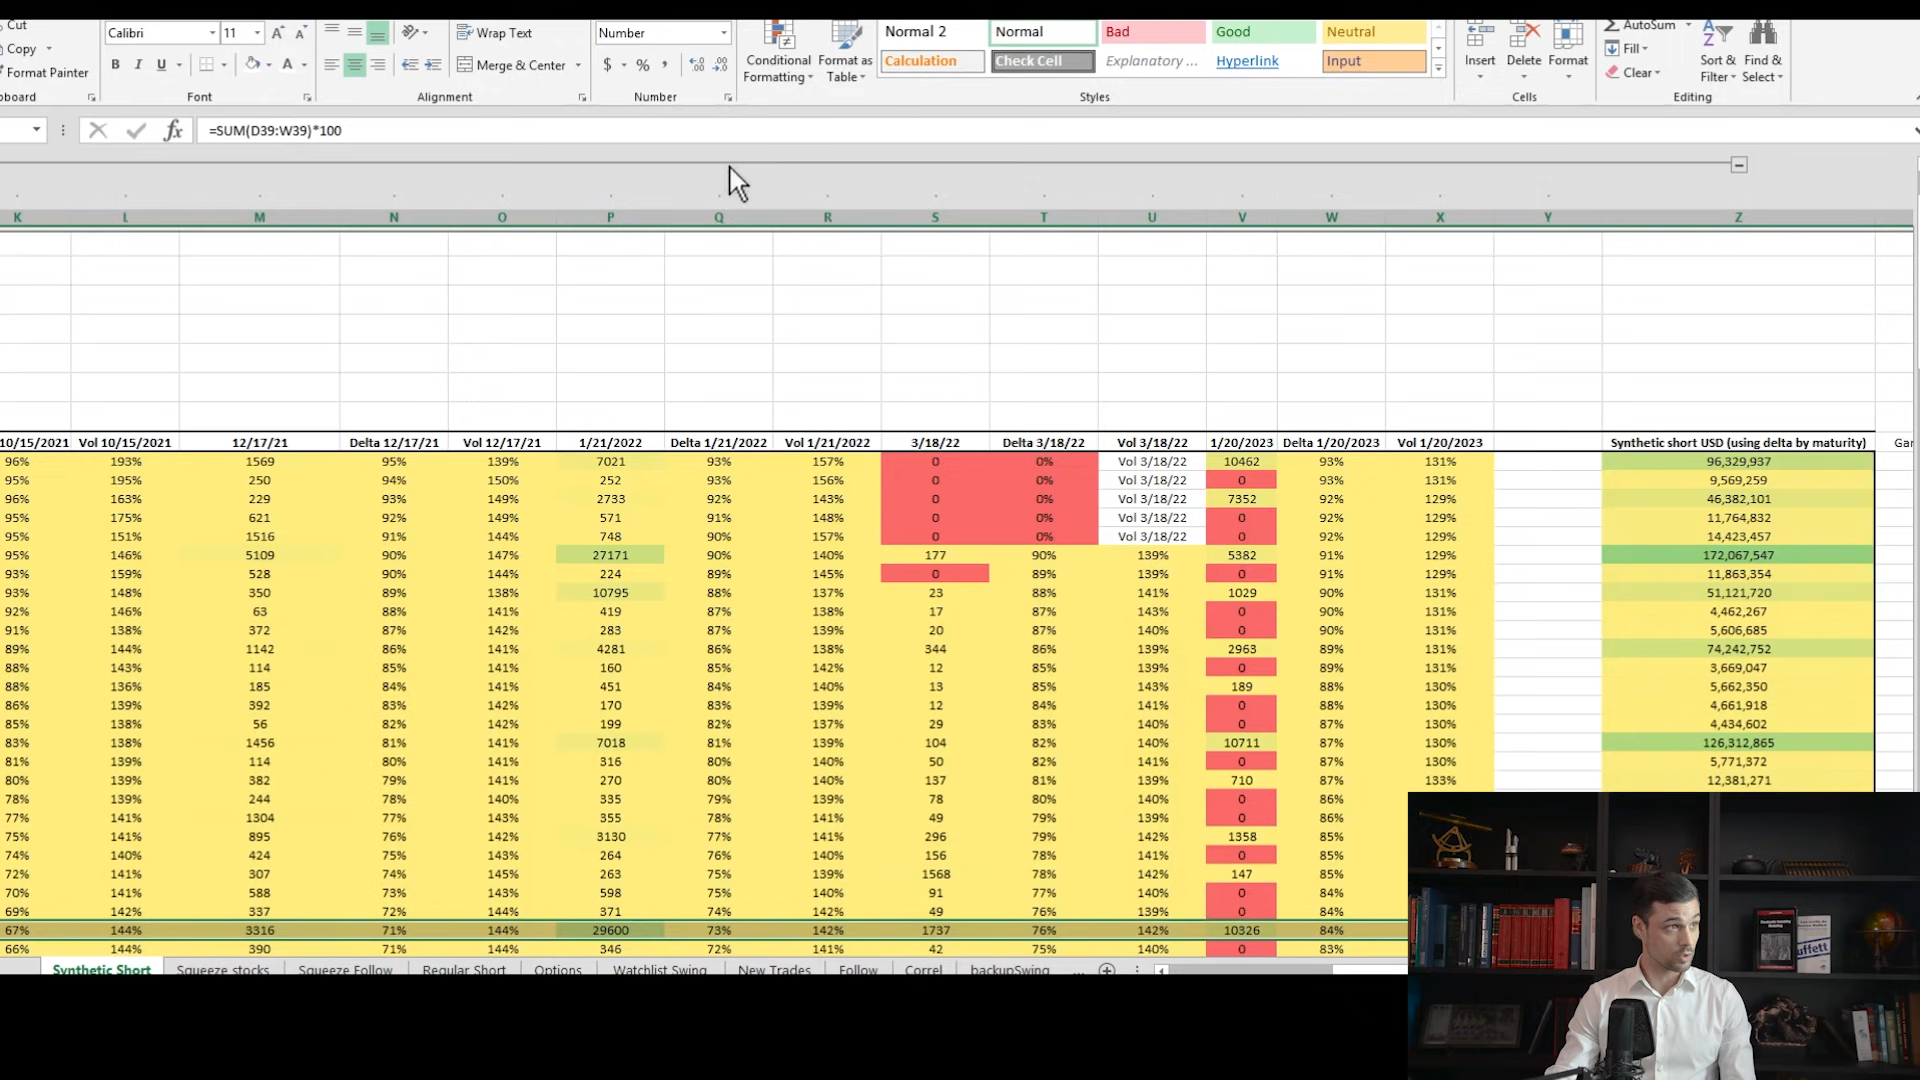 Cut
Calibri
11
Wrap Text
Number
Normal 2
Normal
Bad
Good
Neutral
AutoSum
Copy
Format Painter
B I U
A
Merge & Center
$ % ,
Conditional Formatting
Format as Table
Calculation
Check Cell
Explanatory ...
Hyperlink
Input
Insert
Delete
Format
Fill
Clear
Sort & Filter
Find & Select
Font
Alignment
Number
Styles
Cells
Editing
fx =SUM(D39:W39)*100
K L M N O P Q R S T U V W X Y Z
10/15/2021 Vol 10/15/2021 12/17/21 Delta 12/17/21 Vol 12/17/21 1/21/2022 Delta 1/21/2022 Vol 1/21/2022 3/18/22 Delta 3/18/22 Vol 3/18/22 1/20/2023 Delta 1/20/2023 Vol 1/20/2023 Synthetic short USD (using delta by maturity)
96% 193% 1569 95% 139% 7021 93% 157% 0 0% Vol 3/18/22 10462 93% 131% 96,329,937
95% 195% 250 94% 150% 252 93% 156% 0 0% Vol 3/18/22 0 93% 131% 9,569,259
96% 163% 229 93% 149% 2733 92% 143% 0 0% Vol 3/18/22 7352 92% 129% 46,382,101
95% 175% 621 92% 149% 571 91% 148% 0 0% Vol 3/18/22 0 92% 129% 11,764,832
95% 151% 1516 91% 144% 748 90% 157% 0 0% Vol 3/18/22 0 92% 129% 14,423,457
95% 146% 5109 90% 147% 27171 90% 140% 177 90% 139% 5382 91% 129% 172,067,547
93% 159% 528 90% 144% 224 89% 145% 0 89% 139% 0 91% 129% 11,863,354
93% 148% 350 89% 138% 10795 88% 137% 23 88% 141% 1029 90% 131% 51,121,720
92% 146% 63 88% 141% 419 87% 138% 17 87% 143% 0 90% 131% 4,462,267
91% 138% 372 87% 142% 283 87% 139% 20 87% 140% 0 90% 131% 5,606,685
89% 144% 1142 86% 141% 4281 86% 138% 344 86% 139% 2963 89% 131% 74,242,752
88% 143% 114 85% 141% 160 85% 142% 12 85% 139% 0 89% 131% 3,669,047
88% 136% 185 84% 141% 451 84% 140% 13 85% 143% 189 88% 130% 5,662,350
86% 139% 392 83% 142% 170 83% 139% 12 84% 141% 0 88% 130% 4,661,918
85% 138% 56 82% 142% 199 82% 137% 29 83% 140% 0 87% 130% 4,434,602
83% 138% 1456 81% 141% 7018 81% 139% 104 82% 140% 10711 87% 130% 126,312,865
81% 139% 114 80% 141% 316 80% 140% 50 82% 141% 0 87% 130% 5,771,372
80% 141% 382 79% 141% 270 80% 140% 137 81% 139% 710 87% 133% 12,381,271
78% 139% 244 78% 140% 335 79% 139% 78 80% 140% 0 86%
77% 141% 1304 77% 143% 355 78% 141% 49 79% 139% 0 86%
75% 141% 895 76% 142% 3130 77% 141% 296 79% 142% 1358 85%
74% 140% 424 75% 143% 264 76% 140% 156 78% 141% 0 85%
72% 141% 307 74% 145% 263 75% 139% 1568 78% 142% 147 85%
70% 141% 588 73% 143% 598 75% 140% 91 77% 140% 0 84%
69% 142% 337 72% 144% 371 74% 142% 49 76% 139% 0 84%
67% 144% 3316 71% 144% 29600 73% 142% 1737 76% 142% 10326 84%
66% 144% 390 71% 144% 346 72% 141% 42 75% 140% 0 83%
Synthetic Short Squeeze stocks Squeeze Follow Regular Short Options Watchlist Swing New Trades Follow Correl backupSwing ...